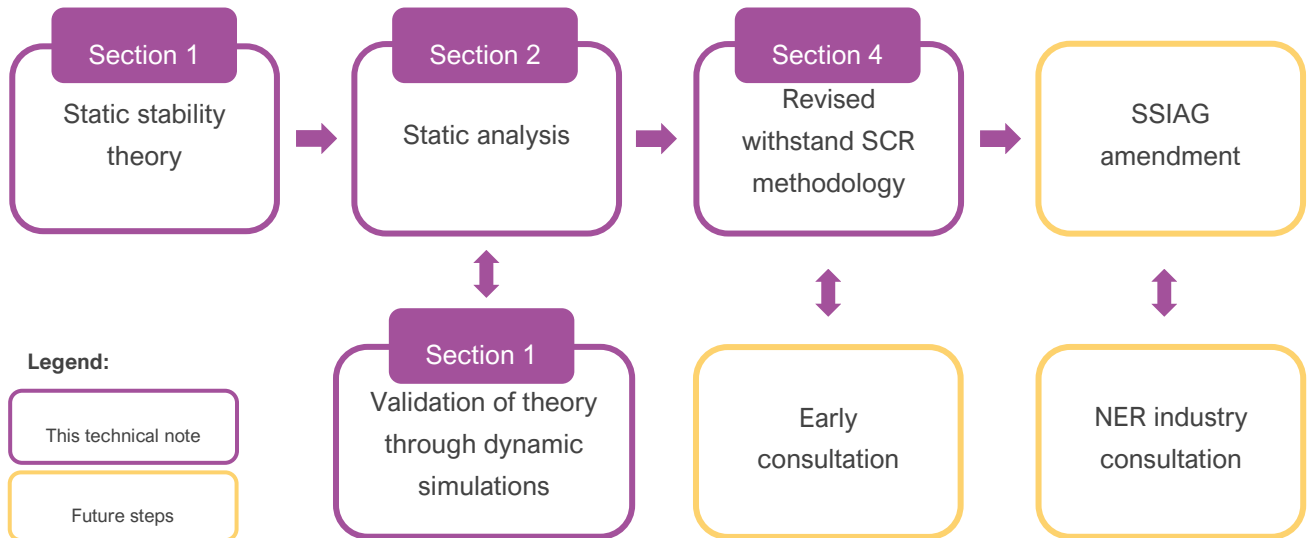 Section 1
Static stability
theory
Section 2
Static analysis
Section 4
Revised
withstand SCR
methodology
SSIAG
amendment
Legend:
This technical note
Future steps
Section 1
Validation of theory
through dynamic
simulations
Early
consultation
NER industry
consultation